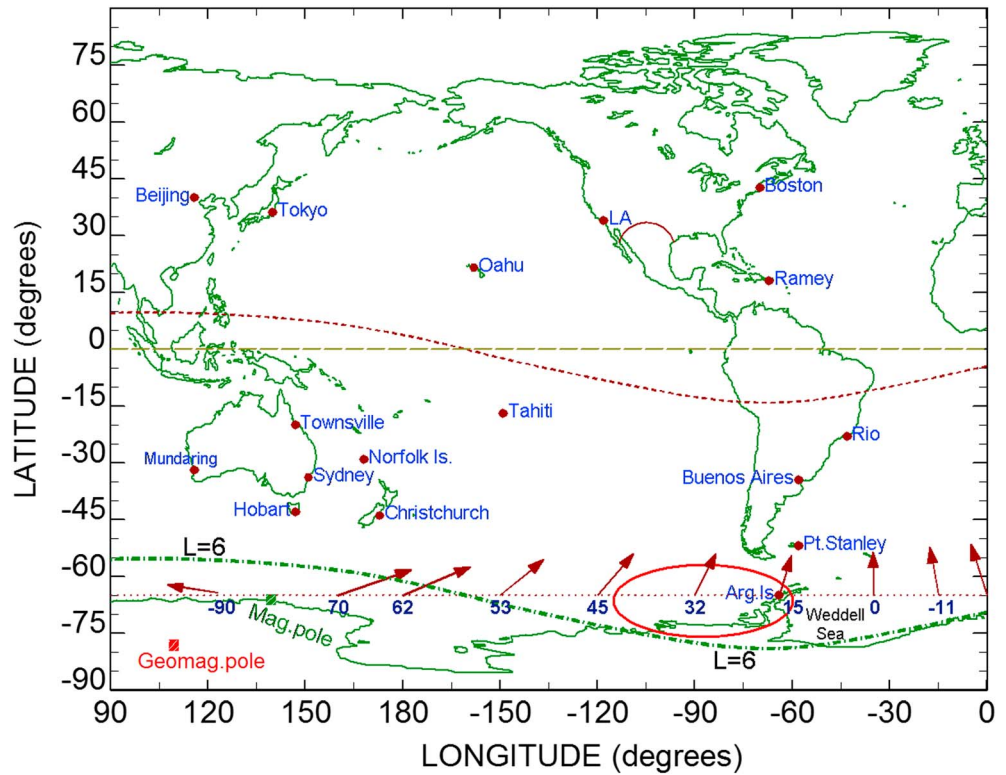 75
60
45
30
15
0
-15
-30
-45
-60
-75
-90
LATITUDE (degrees)
Beijing
Tokyo
Oahu
LA
Boston
Ramey
Townsville
Tahiti
Mundaring
Norfolk Is.
Sydney
Rio
Buenos Aires
Hobart
Christchurch
Pt.Stanley
L=6
Arg.Is
-90
70
62
53
45
32
15
0
-11
Weddell
Sea
Mag.pole
Geomag.pole
L=6
90
120
150
180
-150
-120
-90
-60
-30
0
LONGITUDE (degrees)